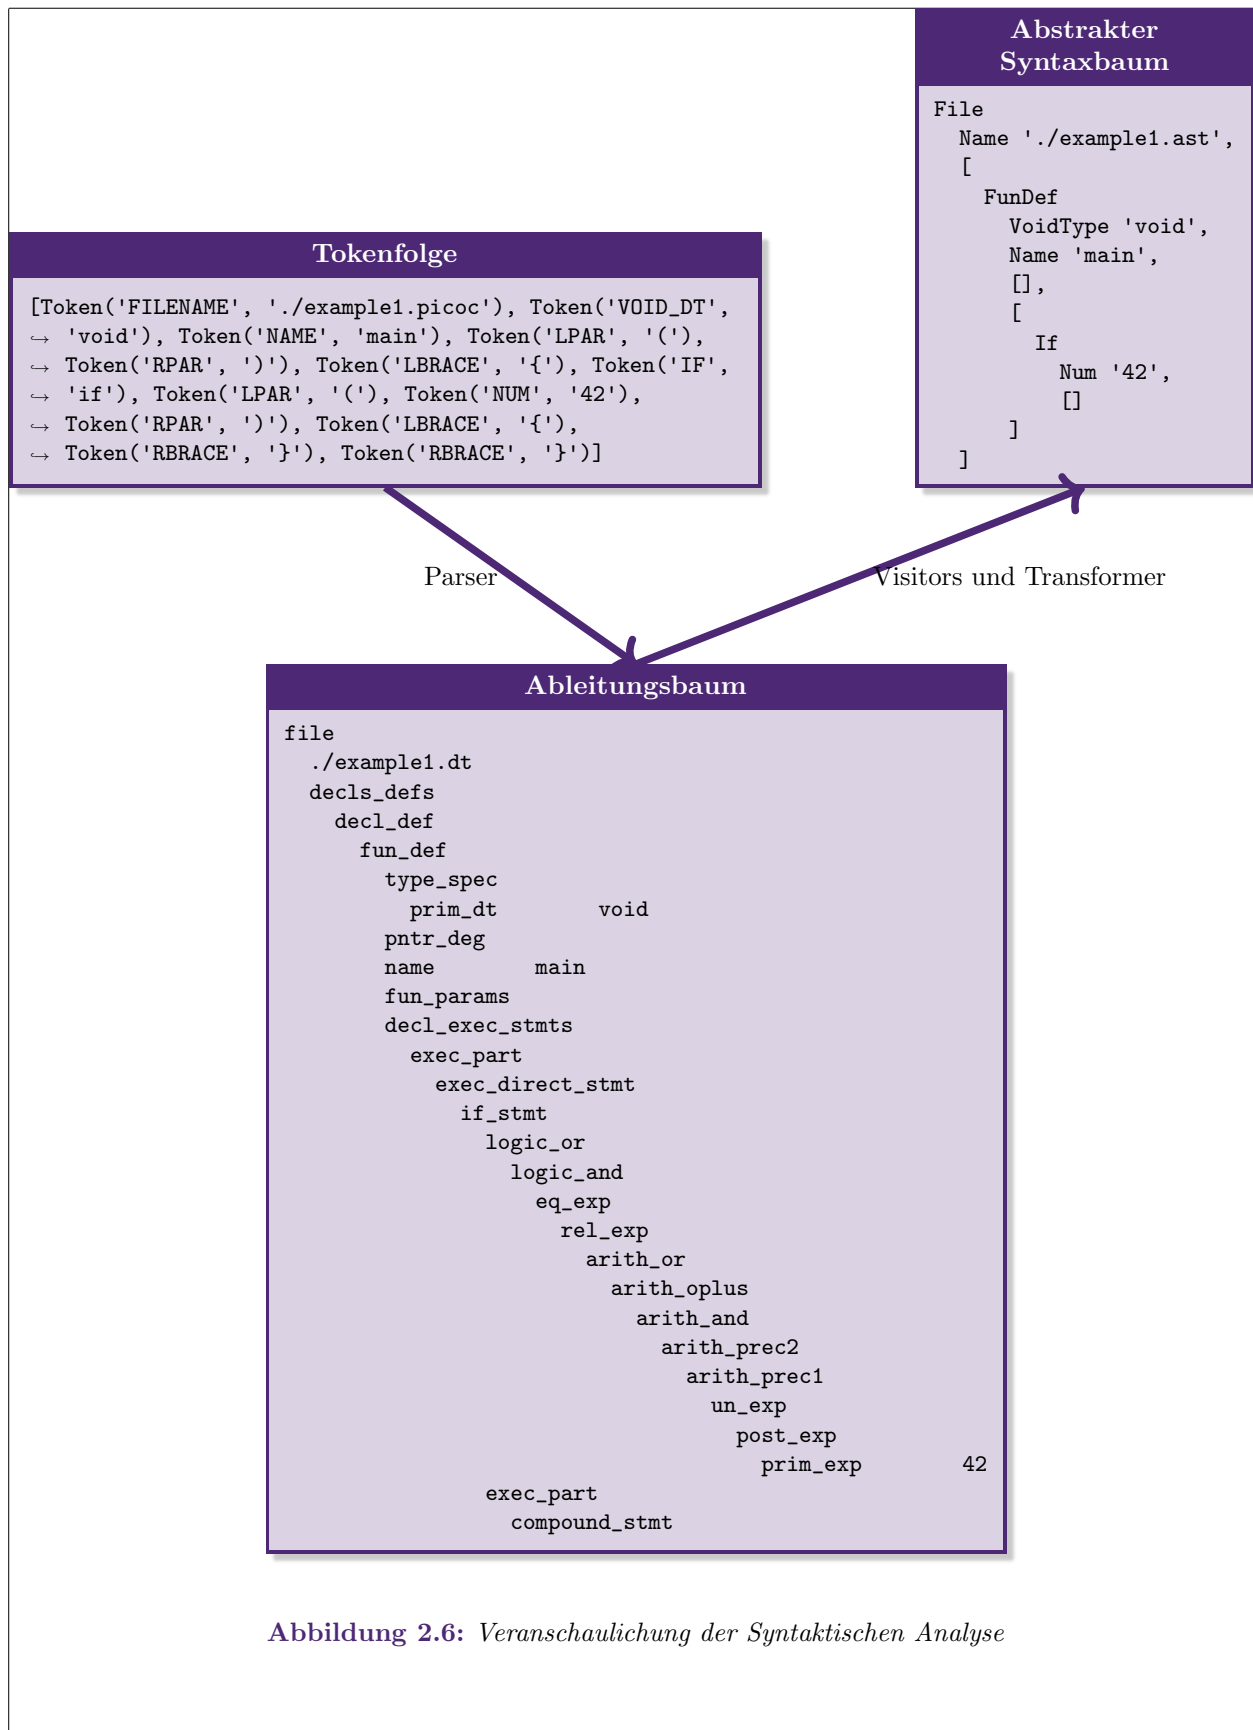 Abstrakter
Syntaxbaum
File
  Name './example1.ast',
  [
    FunDef
      VoidType 'void',
      Name 'main',
      [],
      [
        If
          Num '42',
          []
      ]
  ]
Tokenfolge
[Token('FILENAME', './example1.picoc'), Token('VOID_DT',
↪ 'void'), Token('NAME', 'main'), Token('LPAR', '('),
↪ Token('RPAR', ')'), Token('LBRACE', '{'), Token('IF',
↪ 'if'), Token('LPAR', '('), Token('NUM', '42'),
↪ Token('RPAR', ')'), Token('LBRACE', '{'),
↪ Token('RBRACE', '}'), Token('RBRACE', '}')]
Parser
Visitors und Transformer
Ableitungsbaum
file
  ./example1.dt
  decls_defs
    decl_def
      fun_def
        type_spec
          prim_dt        void
        pntr_deg
        name        main
        fun_params
        decl_exec_stmts
          exec_part
            exec_direct_stmt
              if_stmt
                logic_or
                  logic_and
                    eq_exp
                      rel_exp
                        arith_or
                          arith_oplus
                            arith_and
                              arith_prec2
                                arith_prec1
                                  un_exp
                                    post_exp
                                      prim_exp        42
                exec_part
                  compound_stmt
Abbildung 2.6: Veranschaulichung der Syntaktischen Analyse